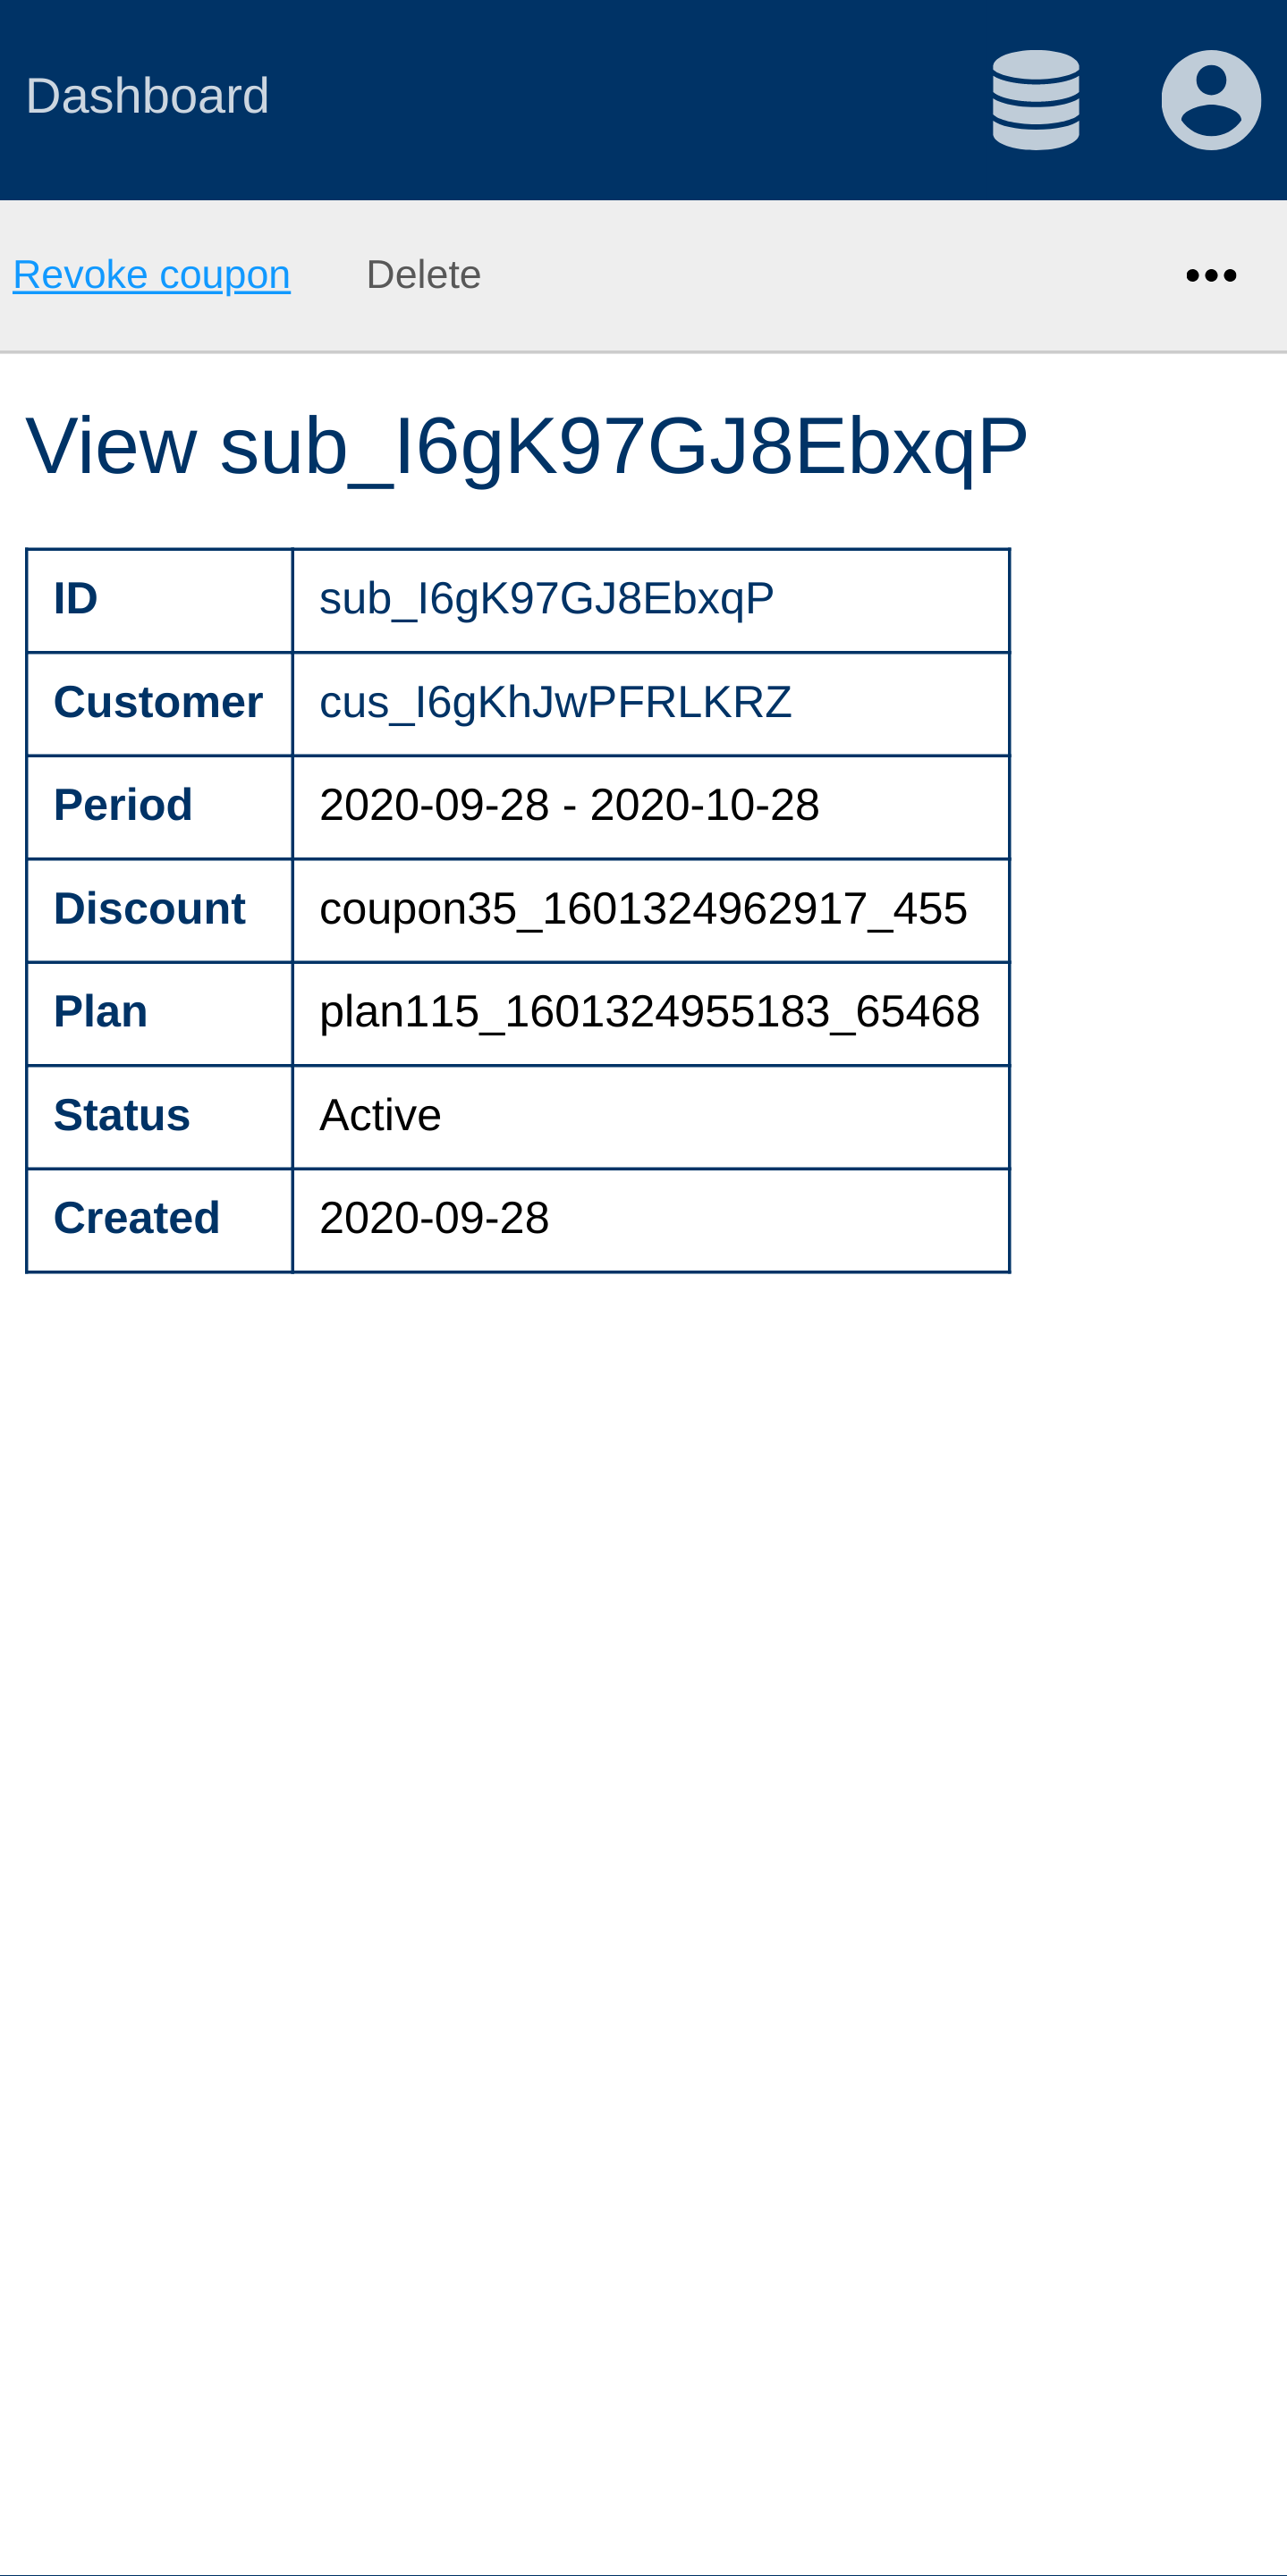 Dashboard
Revoke coupon Delete
View sub_I6gK97GJ8EbxqP
ID sub_I6gK97GJ8EbxqP
Customer cus_I6gKhJwPFRLKRZ
Period 2020-09-28 - 2020-10-28
Discount coupon35_1601324962917_455
Plan plan115_1601324955183_65468
Status Active
Created 2020-09-28